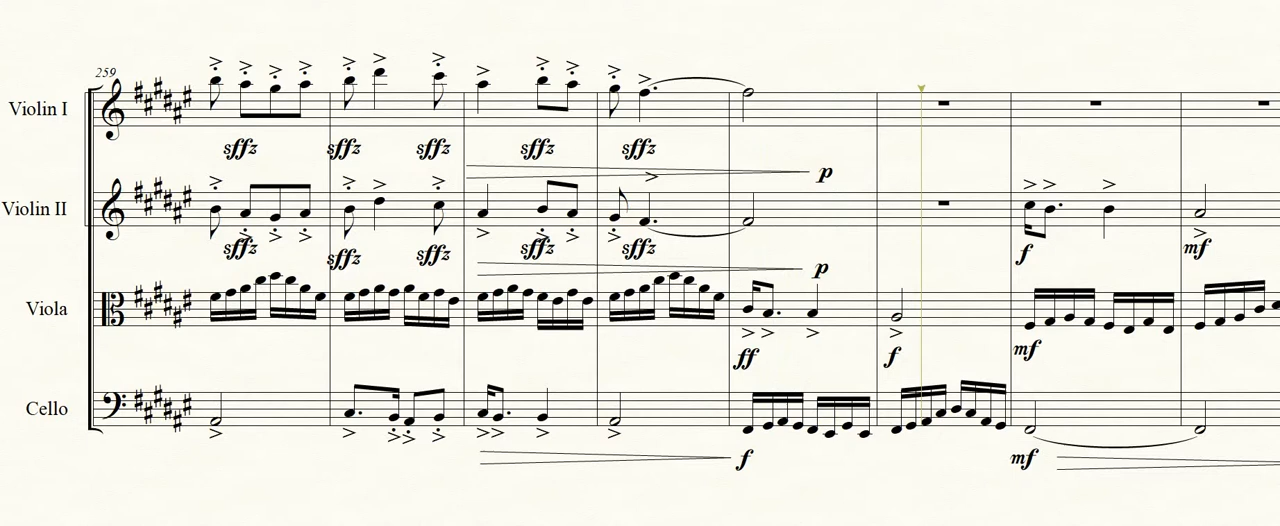 259
Violin I
sffz sffz sffz sffz sffz
p
Violin II
sffz sffz sffz sffz sffz
f mf
p
Viola
ff f mf
Cello
f mf